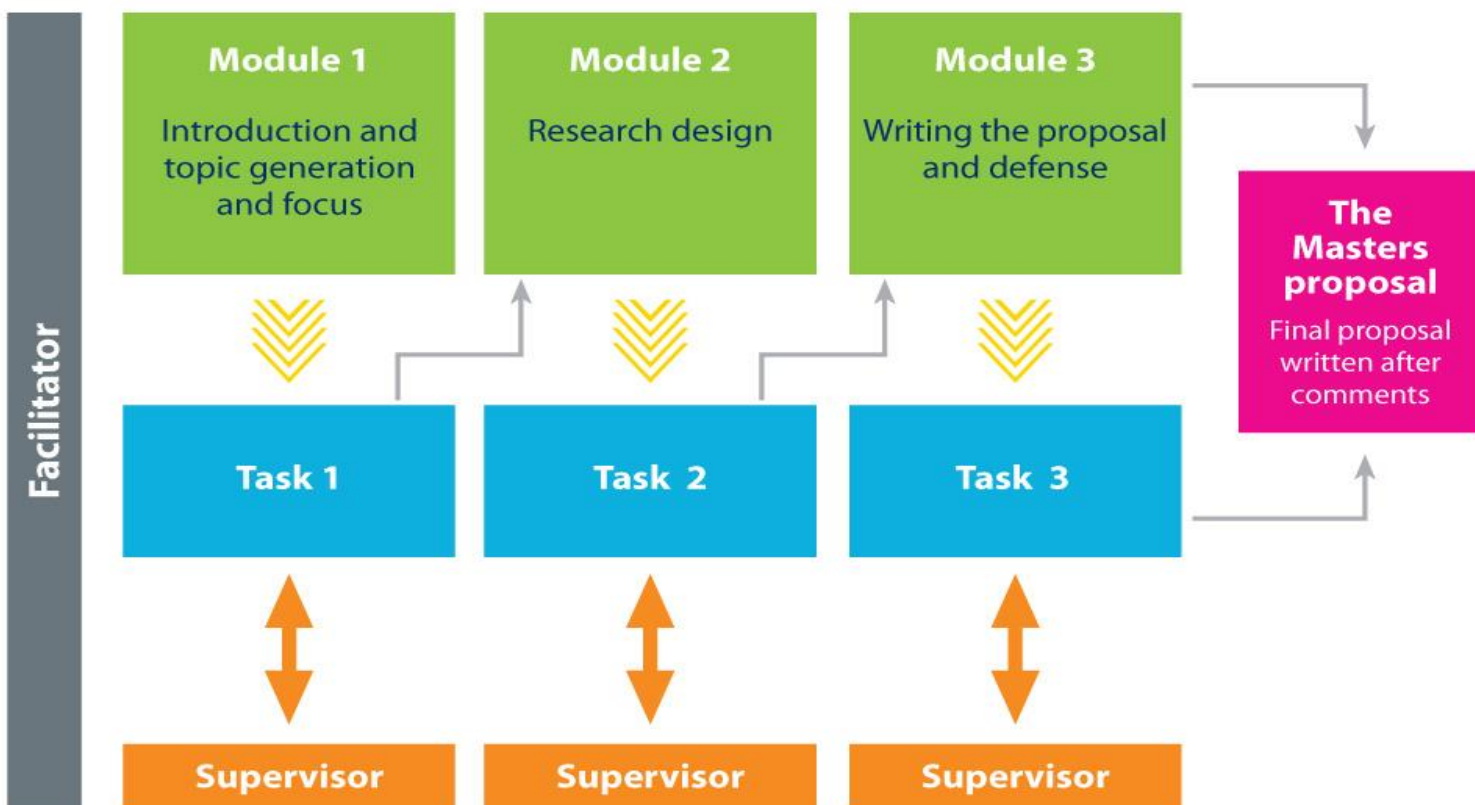 Facilitator
Module 1
Introduction and
topic generation
and focus
Module 2
Research design
Module 3
Writing the proposal
and defense
The
Masters
proposal
Final proposal
written after
comments
Task 1
Task 2
Task 3
Supervisor
Supervisor
Supervisor